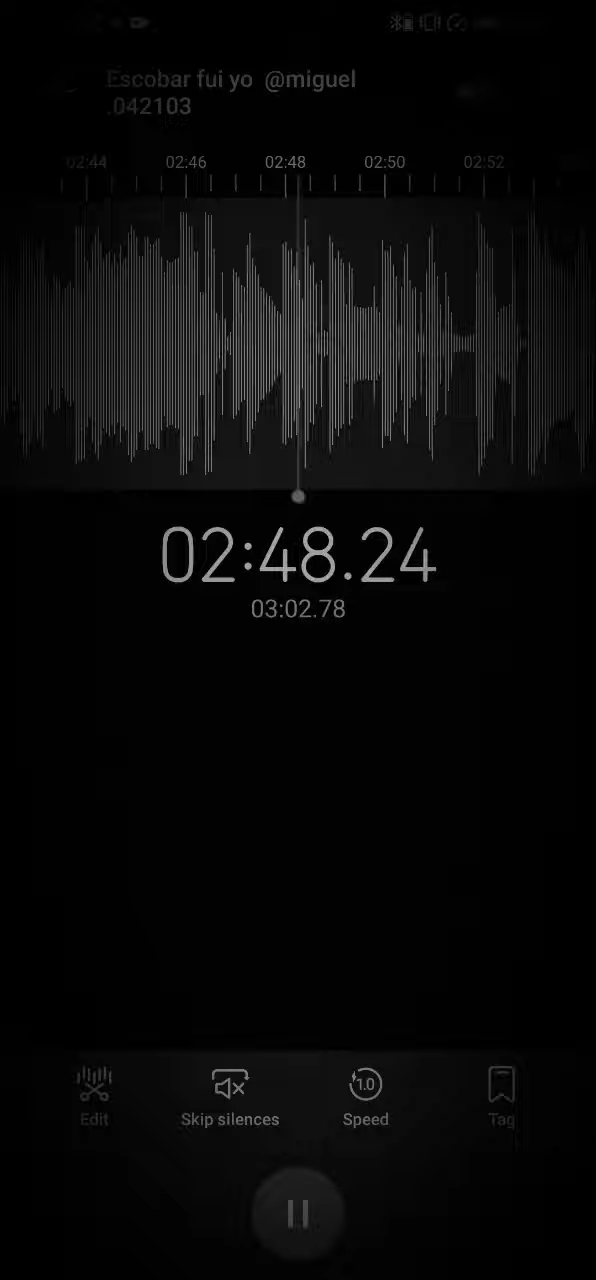 Escobar fui yo @miguel
.042103
02:44 02:46 02:48 02:50 02:52
02:48.24
03:02.78
1.0
Edit Skip silences Speed Tag